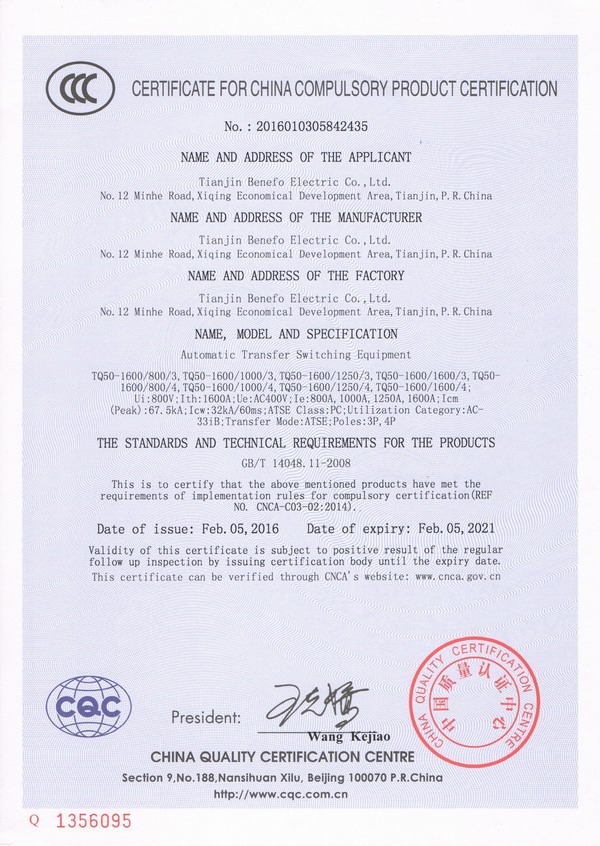 CCC
CERTIFICATE FOR CHINA COMPULSORY PRODUCT CERTIFICATION
No.: 2016010305842435
NAME AND ADDRESS OF THE APPLICANT
Tianjin Benefo Electric Co.,Ltd.
No.12 Minhe Road,Xiqing Economical Development Area,Tianjin,P.R.China
NAME AND ADDRESS OF THE MANUFACTURER
Tianjin Benefo Electric Co.,Ltd.
No.12 Minhe Road,Xiqing Economical Development Area,Tianjin,P.R.China
NAME AND ADDRESS OF THE FACTORY
Tianjin Benefo Electric Co.,Ltd.
No.12 Minhe Road,Xiqing Economical Development Area,Tianjin,P.R.China
NAME, MODEL AND SPECIFICATION
Automatic Transfer Switching Equipment
TQ50-1600/800/3,TQ50-1600/1000/3,TQ50-1600/1250/3,TQ50-1600/1600/3,TQ50-
1600/800/4,TQ50-1600/1000/4,TQ50-1600/1250/4,TQ50-1600/1600/4;
Ui:800V;Ith:1600A;Ue:AC400V;Ie:800A,1000A,1250A,1600A;Icm
(Peak):67.5kA;Icw:32kA/60ms;ATSE Class:PC;Utilization Category:AC-
33iB;Transfer Mode:ATSE;Poles:3P,4P
THE STANDARDS AND TECHNICAL REQUIREMENTS FOR THE PRODUCTS
GB/T 14048.11-2008
This is to certify that the above mentioned products have met the
requirements of implementation rules for compulsory certification(REF
NO. CNCA-C03-02:2014).
Date of issue: Feb.05,2016 Date of expiry: Feb.05,2021
Validity of this certificate is subject to positive result of the regular
follow up inspection by issuing certification body until the expiry date.
This certificate can be verified through CNCA's website: www.cnca.gov.cn
CQC
President: 王克娇
Wang Kejiao
CHINA QUALITY CERTIFICATION CENTRE
中国质量认证中心
CHINA QUALITY CERTIFICATION CENTRE
Section 9,No.188,Nansihuan Xilu, Beijing 100070 P.R.China
http://www.cqc.com.cn
Q 1356095